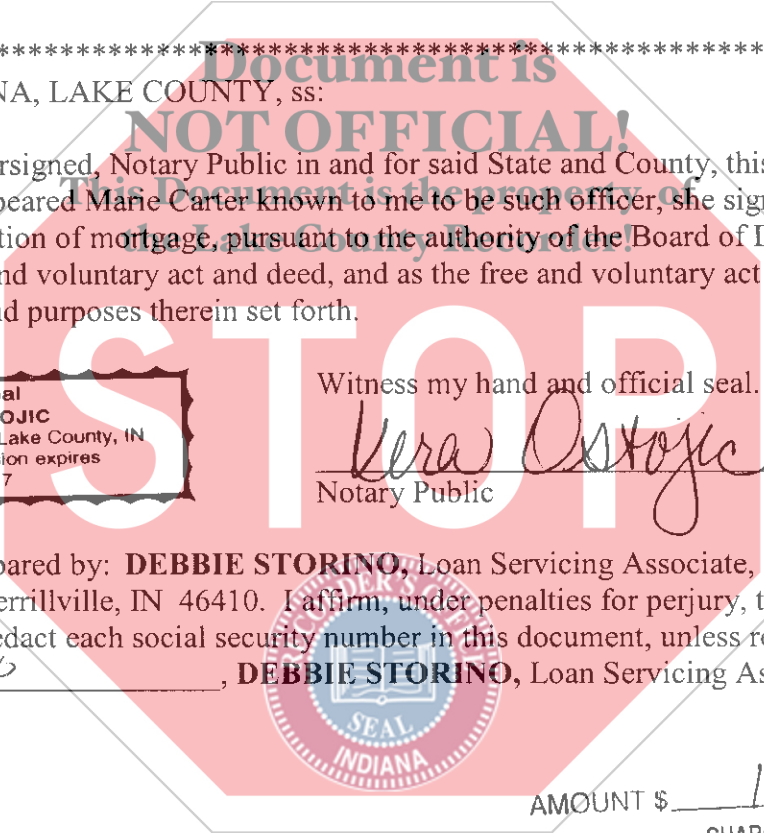 ****************************************************
Document is
NA, LAKE COUNTY, ss:
NOT OFFICIAL!
rsigned, Notary Public in and for said State and County, this
This Document is the property of
peared Marie Carter known to me to be such officer, she sign
the Lake County Recorder!
tion of mortgage, pursuant to the authority of the Board of D
nd voluntary act and deed, and as the free and voluntary act
d purposes therein set forth.
STOP
al
OJIC
Lake County, IN
ion expires
7
Witness my hand and official seal.
Vera Ostojic
Notary Public
pared by: DEBBIE STORINO, Loan Servicing Associate,
errillville, IN 46410. I affirm, under penalties for perjury, t
edact each social security number in this document, unless re
, DEBBIE STORINO, Loan Servicing As
RECORDER'S OFFICE
SEAL
INDIANA
AMOUNT $ 1